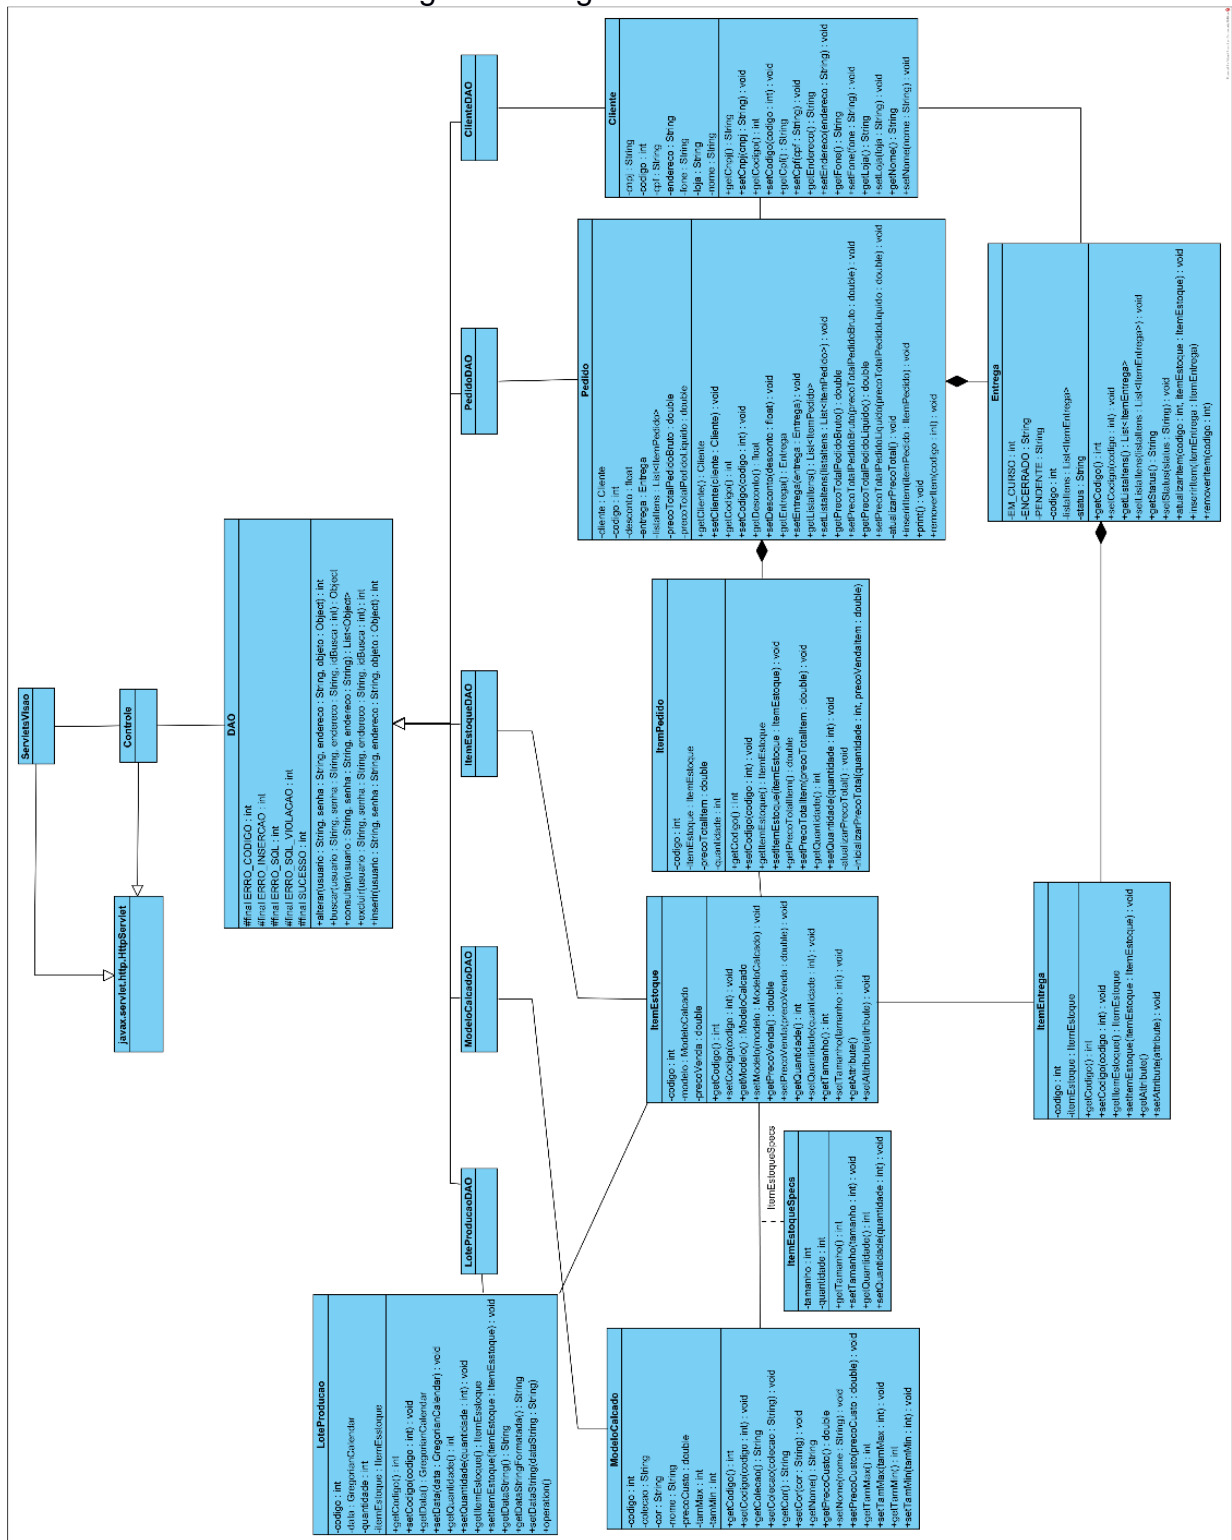 ServletsVisao
Controle
javax.servlet.http.HttpServlet
DAO
#final ERRO_CODIGO : int
#final ERRO_INSERCAO : int
#final ERRO_SQL : int
#final ERRO_SQL_VIOLACAO : int
#final SUCESSO : int
+alterar(usuario : String, senha : String, endereco : String, objeto : Object) : int
+buscar(usuario : String, senha : String, endereco : String, idBusca : int) : Object
+consultar(usuario : String, senha : String, endereco : String) : List<Object>
+excluir(usuario : String, senha : String, endereco : String, idBusca : int) : int
+inserir(usuario : String, senha : String, endereco : String, objeto : Object) : int
LoteProducaoDAO
ModeloCalcadoDAO
ItemEstoqueDAO
PedidoDAO
ClienteDAO
LoteProducao
-codigo : int
-data : GregorianCalendar
-quantidade : int
-itemEstoque : ItemEsstoque
+getCodigo() : int
+setCodigo(codigo : int) : void
+getData() : GregorianCalendar
+setData(data : GregorianCalendar) : void
+getQuantidade() : int
+setQuantidade(quantidade : int) : void
+getItemEstocue() : ItemEsstoque
+setItemEstoque(itemEstoque : ItemEsstoque) : void
+getDataString() : String
+getDataStringFormatada() : String
+setDataString(dataString : String)
+operation()
ModeloCalcado
-codigo : int
-colecao : String
-cor : String
-nome : String
-precoCusto : double
-tamMax : int
-tamMin : int
+getCodigo() : int
+setCodigo(codigo : int) : void
+getColecao() : String
+setColecao(colecao : String) : void
+getCor() : String
+setCor(cor : String) : void
+getNome() : String
+getPrecoCusto() : double
+setNome(nome : String) : void
+setPrecoCusto(precoCusto : double) : void
+getTamMax() : int
+setTamMax(tamMax : int) : void
+getTamMin() : int
+setTamMin(tamMin : int) : void
ItemEstoqueSpecs
ItemEstoqueSpecs
-tamanho : int
-quantidade : int
+getTamanho() : int
+setTamanho(tamanho : int) : void
+getQuantidade() : int
+setQuantidade(quantidade : int) : void
ItemEstoque
-codigo : int
-modelo : ModeloCalcado
-precoVenda : double
+getCodigo() : int
+setCodigo(codigo : int) : void
+getModelo() : ModeloCalcado
+setModelo(modelo : ModeloCalcado) : void
+getPrecoVenda() : double
+setPrecoVenda(precoVenda : double) : void
+getQuantidade() : int
+setQuantidade(quantidade : int) : void
+getTamanho() : int
+setTamanho(tamanho : int) : void
+getAttribute()
+setAttribute(attribute) : void
ItemPedido
-codigo : int
-itemEstoque : ItemEstoque
-precoTotalItem : double
-quantidade : int
+getCodigo() : int
+setCodigo(codigo : int) : void
+getItemEstoque() : ItemEstoque
+setItemEstoque(itemEstoque : ItemEstoque) : void
+getPrecoTotalItem() : double
+setPrecoTotalItem(precoTotalItem : double) : void
+getQuantidade() : int
+setQuantidade(quantidade : int) : void
-atualizarPrecoTotal() : void
-inicializarPrecoTotal(quantidade : int, precoVendaItem : double)
Pedido
-cliente : Cliente
-codigo : int
-desconto : float
-entrega : Entrega
-listaItens : List<ItemPedido>
-precoTotalPedidoBruto : double
-precoTotalPedidoLiquido : double
+getCliente() : Cliente
+setCliente(cliente : Cliente) : void
+getCodigo() : int
+setCodigo(codigo : int) : void
+getDesconto() : float
+setDesconto(desconto : float) : void
+getEntrega() : Entrega
+setEntrega(entrega : Entrega) : void
+getListaItens() : List<ItemPedido>
+setListaItens(listaItens : List<ItemPedido>) : void
+getPrecoTotalPedidoBruto() : double
+setPrecoTotalPedidoBruto(precoTotalPedidoBruto : double) : void
+getPrecoTotalPedidoLiquido() : double
+setPrecoTotalPedidoLiquido(precoTotalPedidoLiquido : double) : void
-atualizarPrecoTotal() : void
+inserirItem(itemPedido : ItemPedido) : void
+print() : void
+removerItem(codigo : int) : void
Cliente
-cnpj : String
-codigo : int
-cpf : String
-endereco : String
-fone : String
-loja : String
-nome : String
+getCnpj() : String
+setCnpj(cnpj : String) : void
+getCodigo() : int
+setCodigo(codigo : int) : void
+getCpf() : String
+setCpf(cpf : String) : void
+getEndereco() : String
+setEndereco(endereco : String) : void
+getFone() : String
+setFone(fone : String) : void
+getLoja() : String
+setLoja(loja : String) : void
+getNome() : String
+setNome(nome : String) : void
ItemEntrega
-codigo : int
-itemEstoque : ItemEstoque
+getCodigo() : int
+setCodigo(codigo : int) : void
+getItemEstoque() : ItemEstoque
+setItemEstoque(itemEstoque : ItemEstoque) : void
+getAttribute()
+setAttribute(attribute) : void
Entrega
-EM_CURSO : int
-ENCERRADO : String
-PENDENTE : String
-codigo : int
-listaItens : List<ItemEntrega>
-status : String
+getCodigo() : int
+setCodigo(codigo : int) : void
+getListaItens() : List<ItemEntrega>
+setListaItens(listaItens : List<ItemEntrega>) : void
+getStatus() : String
+setStatus(status : String) : void
+atualizarItem(codigo : int, itemEstoque : ItemEstoque) : void
+inserirItem(itemEntrega : ItemEntrega)
+removerItem(codigo : int)